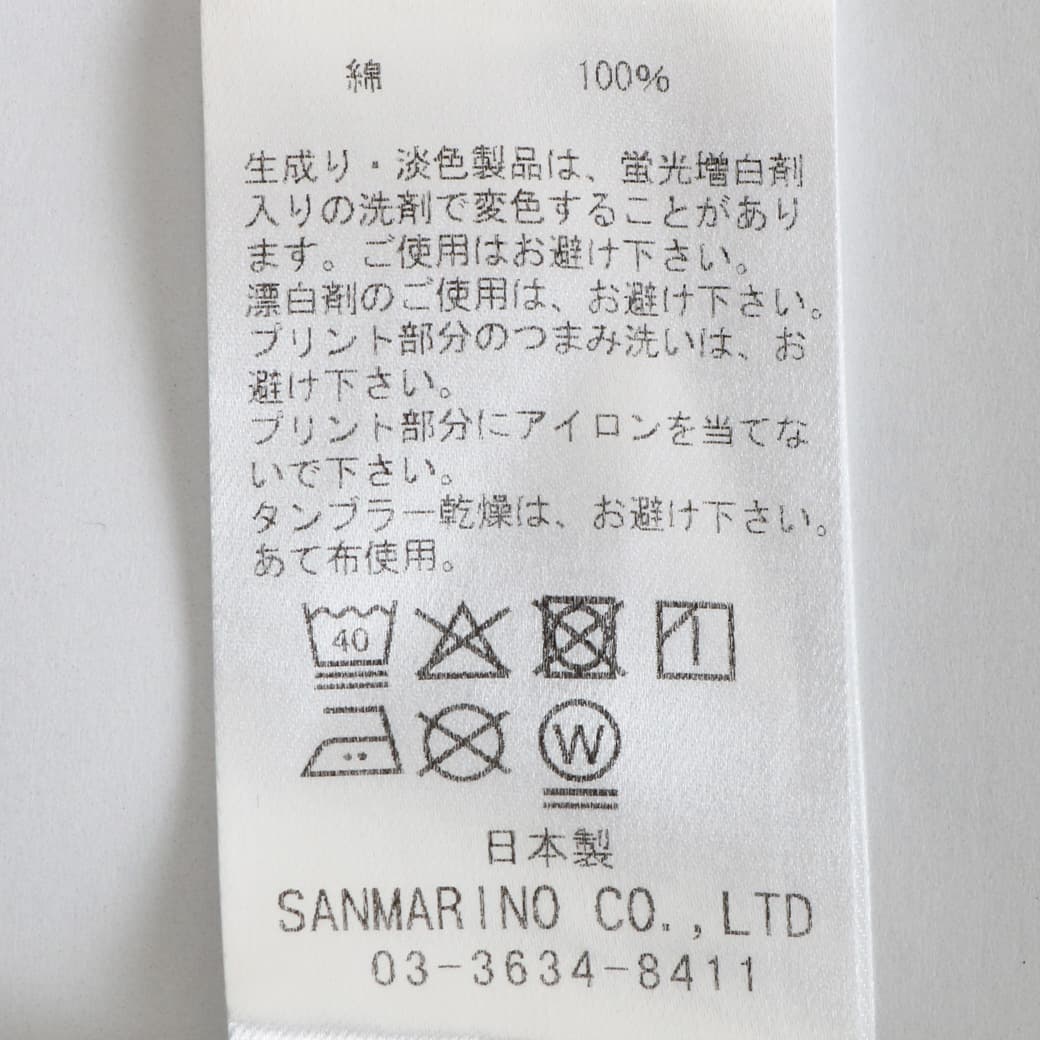 綿 100%
生成り・淡色製品は、蛍光増白剤
入りの洗剤で変色することがあり
ます。ご使用はお避け下さい。
漂白剤のご使用は、お避け下さい。
プリント部分のつまみ洗いは、お
避け下さい。
プリント部分にアイロンを当てな
いで下さい。
タンブラー乾燥は、お避け下さい。
あて布使用。
40
W
日本製
SANMARINO CO.,LTD
03-3634-8411